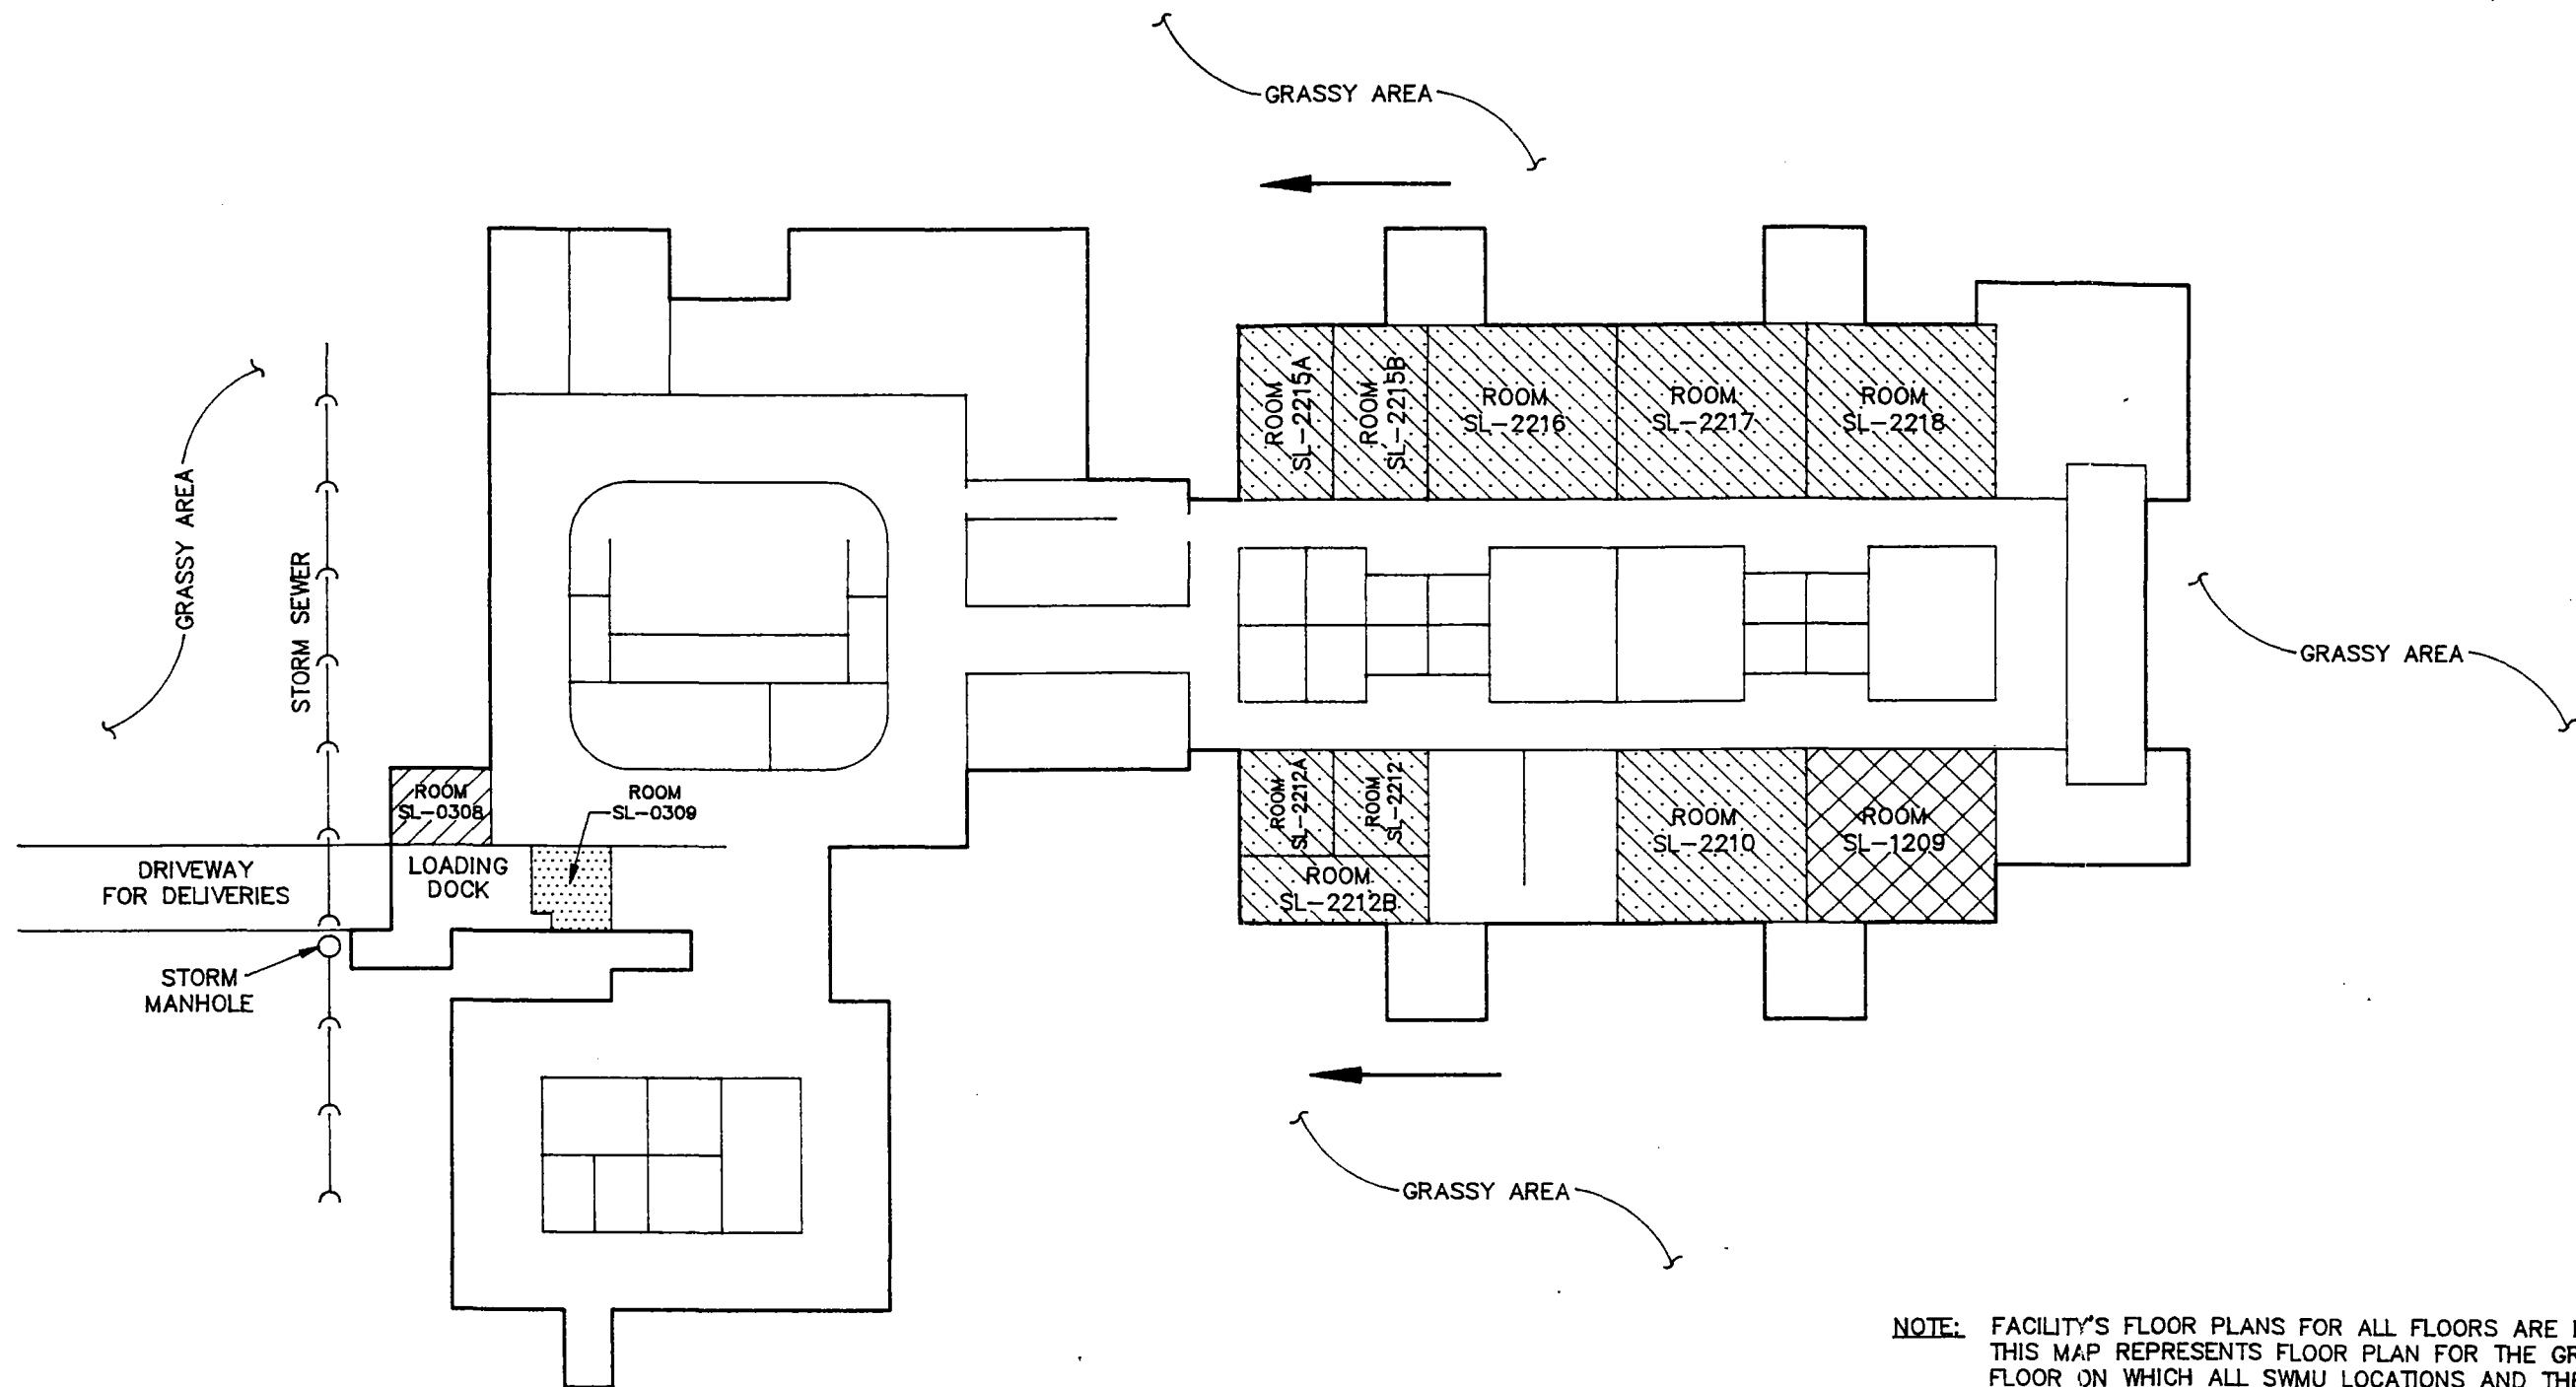 GRASSY AREA
GRASSY AREA
STORM SEWER
ROOM
SL-2215A
ROOM
SL-2215B
ROOM
SL-2216
ROOM
SL-2217
ROOM
SL-2218
GRASSY AREA
ROOM
SL-0308
ROOM
SL-0309
DRIVEWAY
FOR DELIVERIES
LOADING
DOCK
STORM
MANHOLE
ROOM
SL-2212A
ROOM
SL-2212
ROOM
SL-2212B
ROOM
SL-2210
ROOM
SL-1209
GRASSY AREA
NOTE: FACILITY'S FLOOR PLANS FOR ALL FLOORS ARE
THIS MAP REPRESENTS FLOOR PLAN FOR THE
FLOOR ON WHICH ALL SWMU LOCATIONS AND